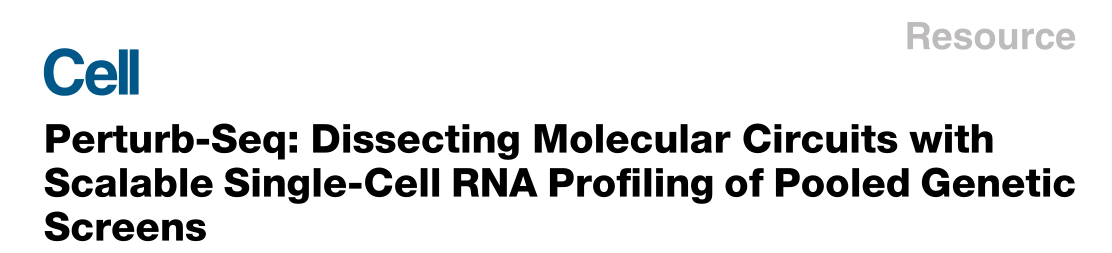 Resource
Cell
Perturb-Seq: Dissecting Molecular Circuits with
Scalable Single-Cell RNA Profiling of Pooled Genetic
Screens